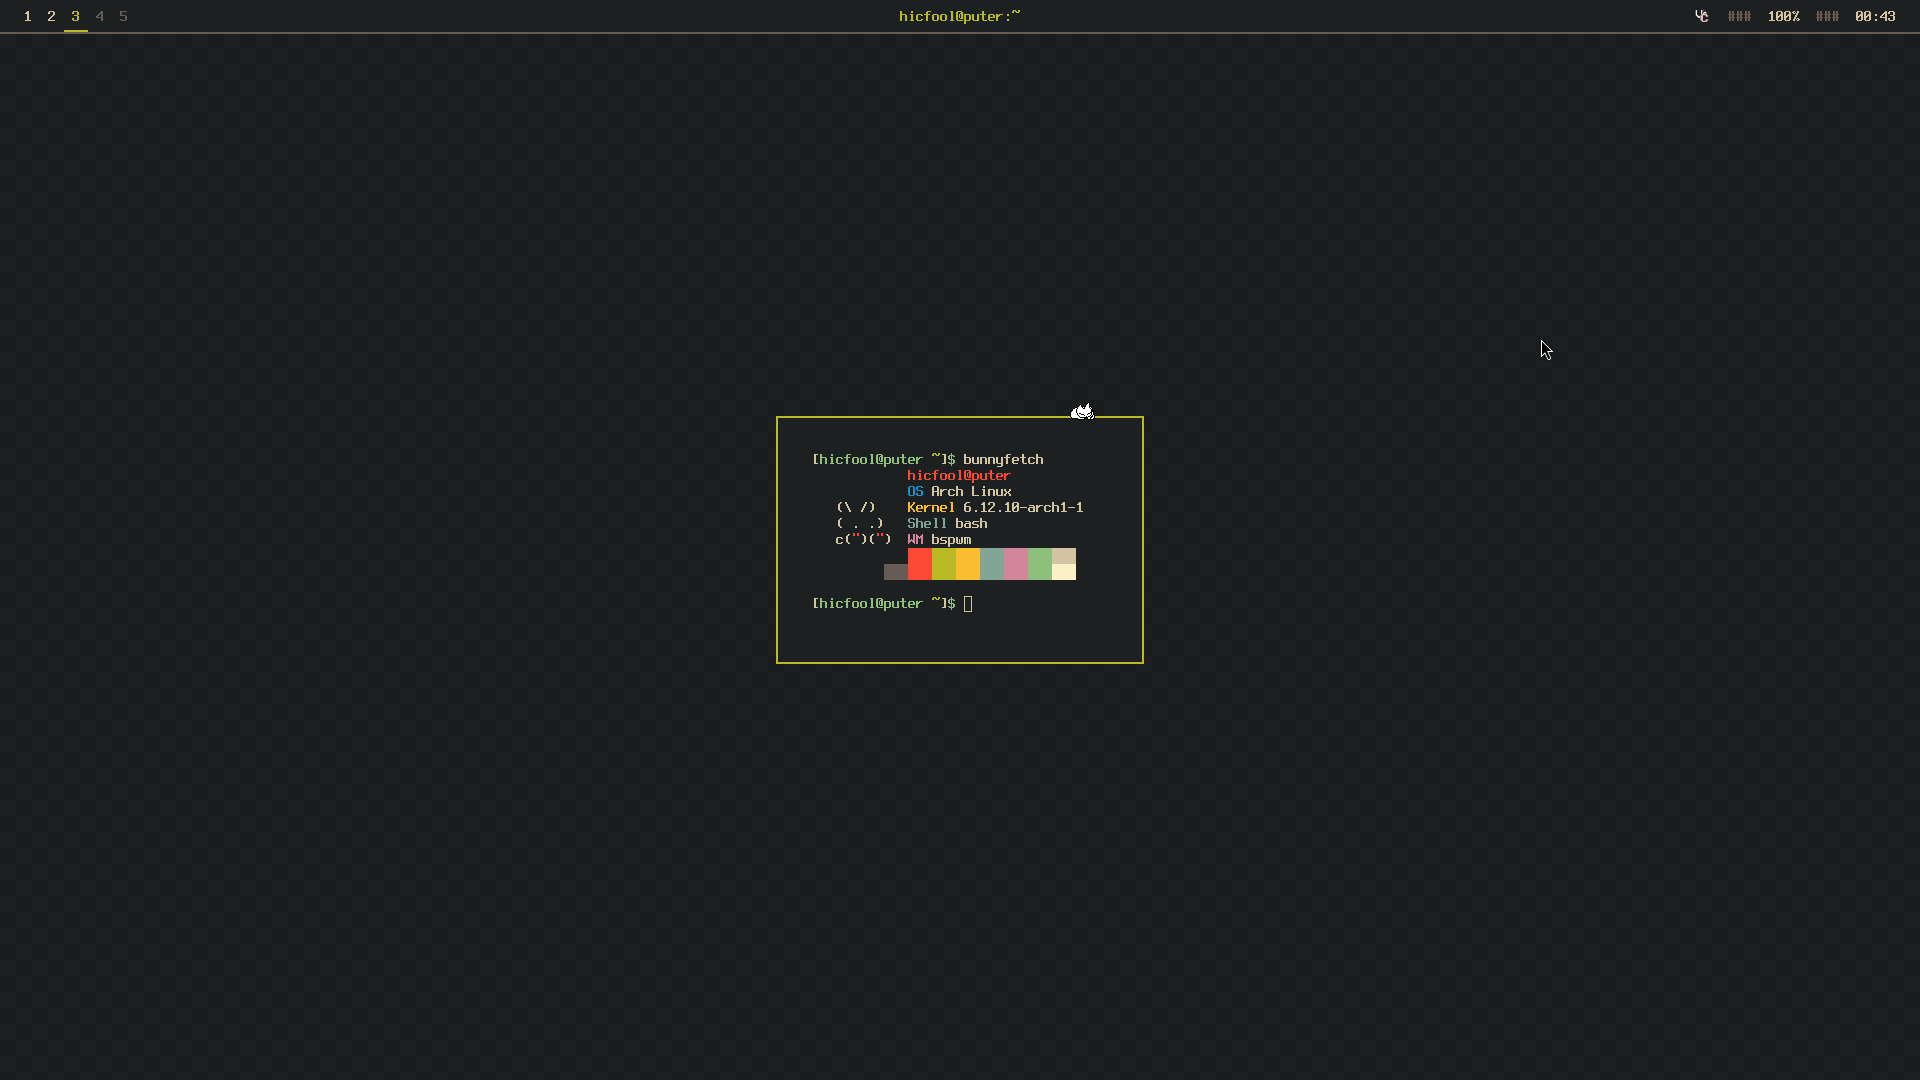 1 2 3 4 5 hicfool@puter:~ ### 100% ### 00:43
[hicfool@puter ~]$ bunnyfetch
hicfool@puter
OS Arch Linux
(\ /) Kernel 6.12.10-arch1-1
( . .) Shell bash
c(")(") WM bspwm
[hicfool@puter ~]$